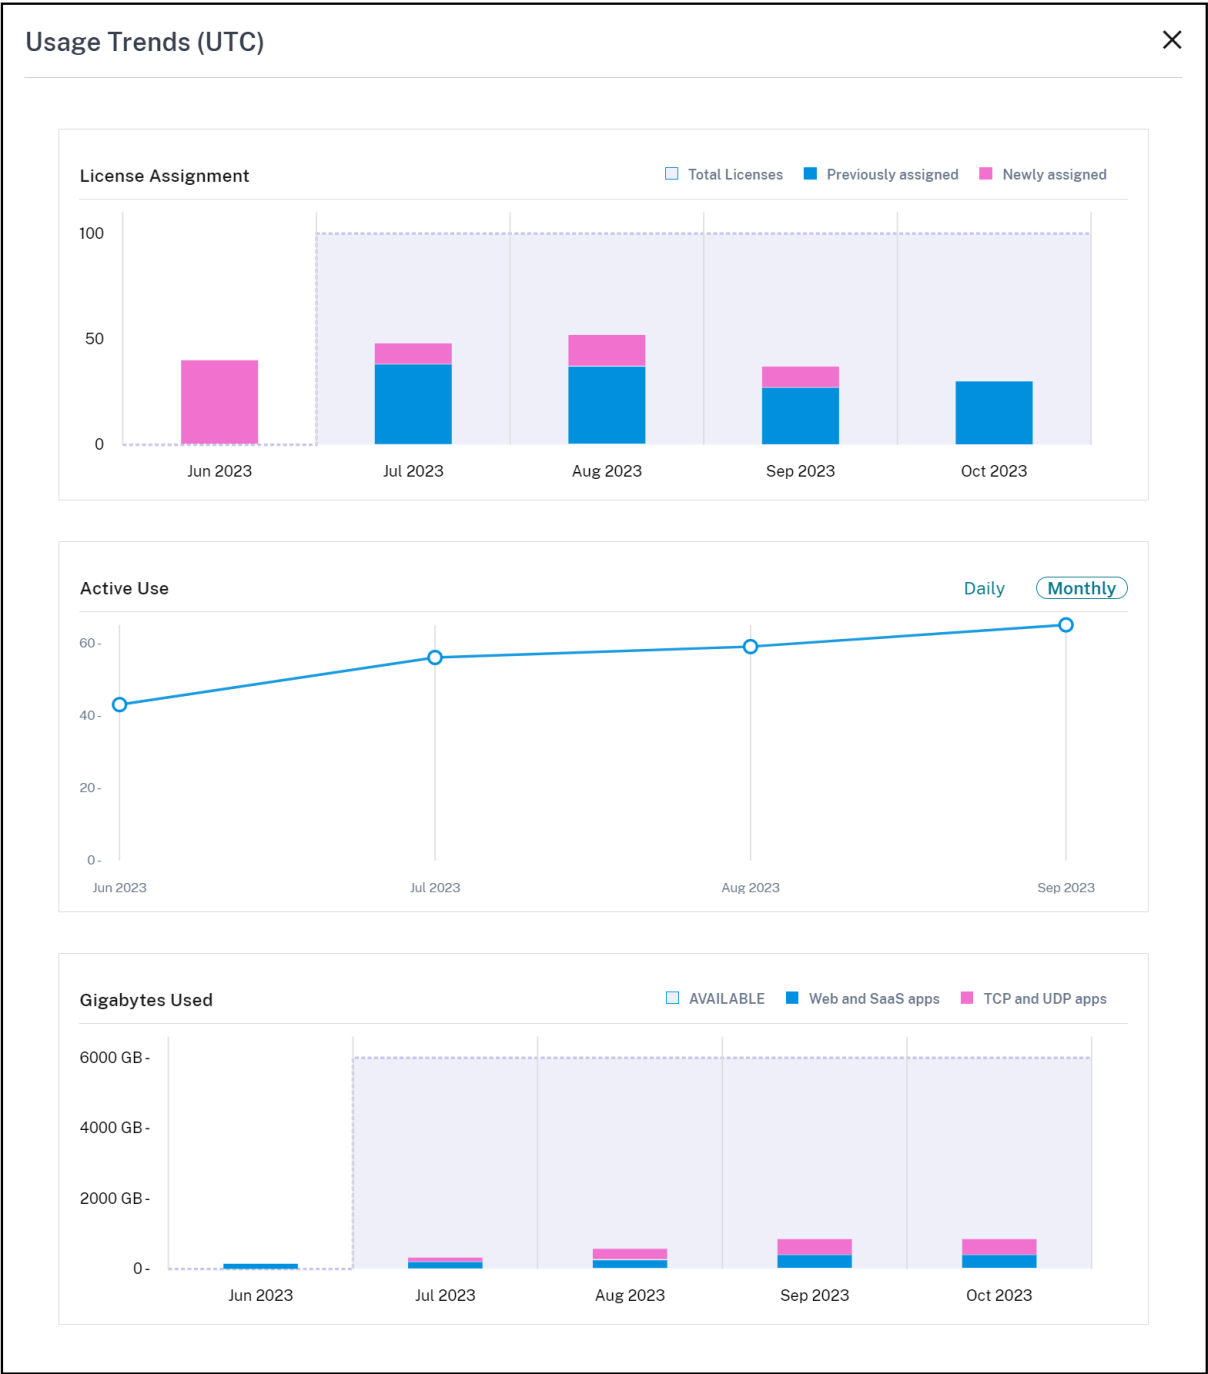 Usage Trends (UTC)
License Assignment
Total Licenses Previously assigned Newly assigned
100
50
0
Jun 2023 Jul 2023 Aug 2023 Sep 2023 Oct 2023
Active Use
Daily Monthly
60-
40-
20-
0-
Jun 2023 Jul 2023 Aug 2023 Sep 2023
Gigabytes Used
AVAILABLE Web and SaaS apps TCP and UDP apps
6000 GB-
4000 GB-
2000 GB-
0-
Jun 2023 Jul 2023 Aug 2023 Sep 2023 Oct 2023